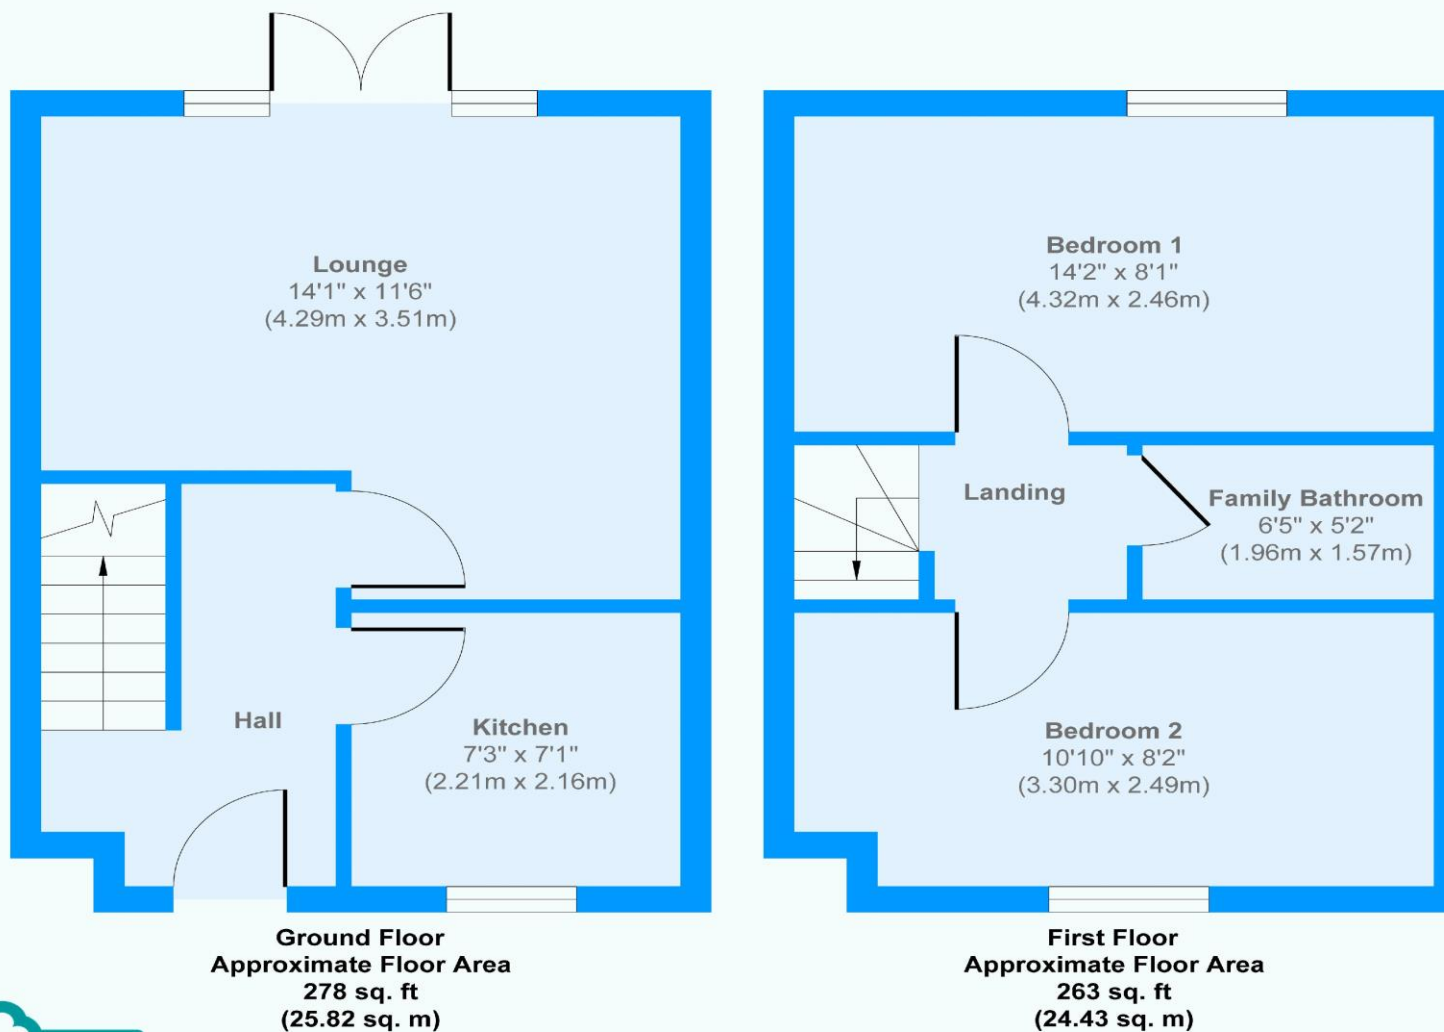 Lounge
14'1" x 11'6"
(4.29m x 3.51m)
Hall
Kitchen
7'3" x 7'1"
(2.21m x 2.16m)
Ground Floor
Approximate Floor Area
278 sq. ft
(25.82 sq. m)
Bedroom 1
14'2" x 8'1"
(4.32m x 2.46m)
Landing
Family Bathroom
6'5" x 5'2"
(1.96m x 1.57m)
Bedroom 2
10'10" x 8'2"
(3.30m x 2.49m)
First Floor
Approximate Floor Area
263 sq. ft
(24.43 sq. m)